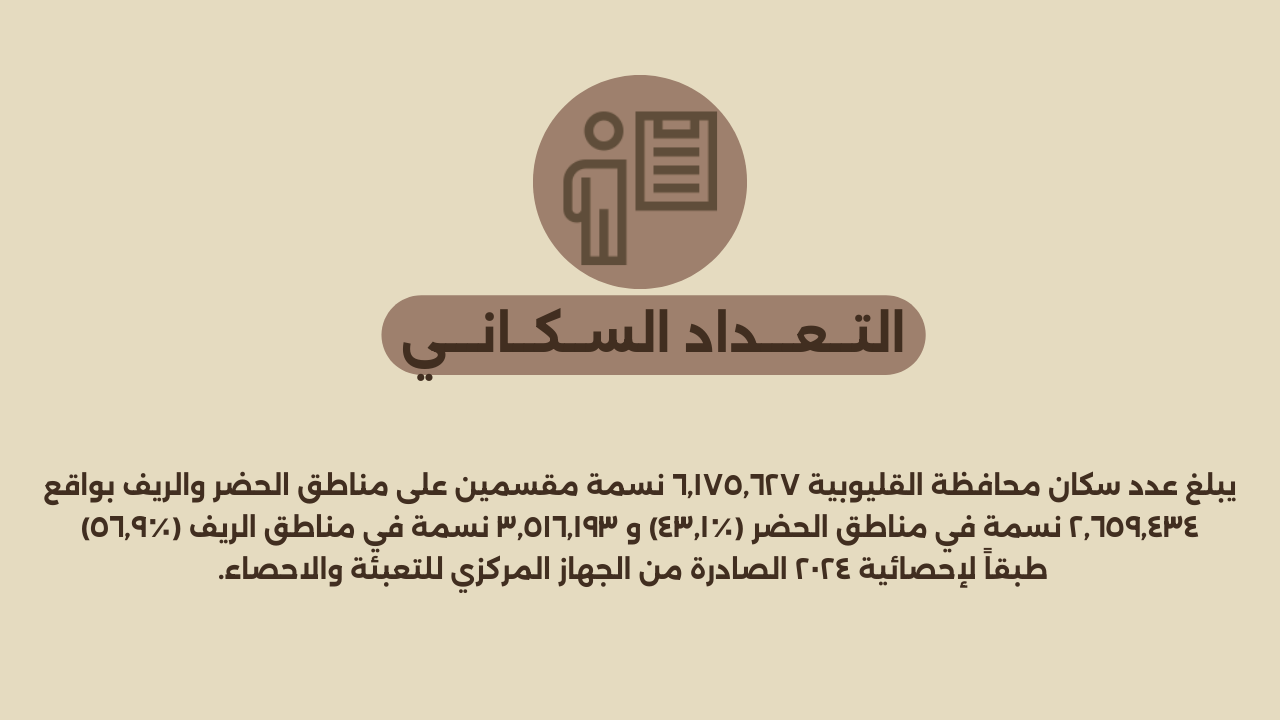 التـــعـــداد الســـكـــانـــي
يبلغ عدد سكان محافظة القليوبية ٦,١٧٥,٦٢٧ نسمة مقسمين على مناطق الحضر والريف بواقع
٢,٦٥٩,٤٣٤ نسمة في مناطق الحضر (٤٣,١٪) و ٣,٥١٦,١٩٣ نسمة في مناطق الريف (٥٦,٩٪)
طبقاً لإحصائية ٢٠٢٤ الصادرة من الجهاز المركزي للتعبئة والاحصاء.